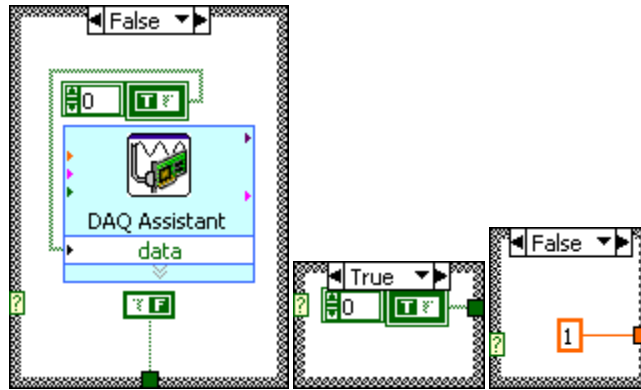 False
0 T
DAQ Assistant
data
? F
True
? 0 T
False
? 1